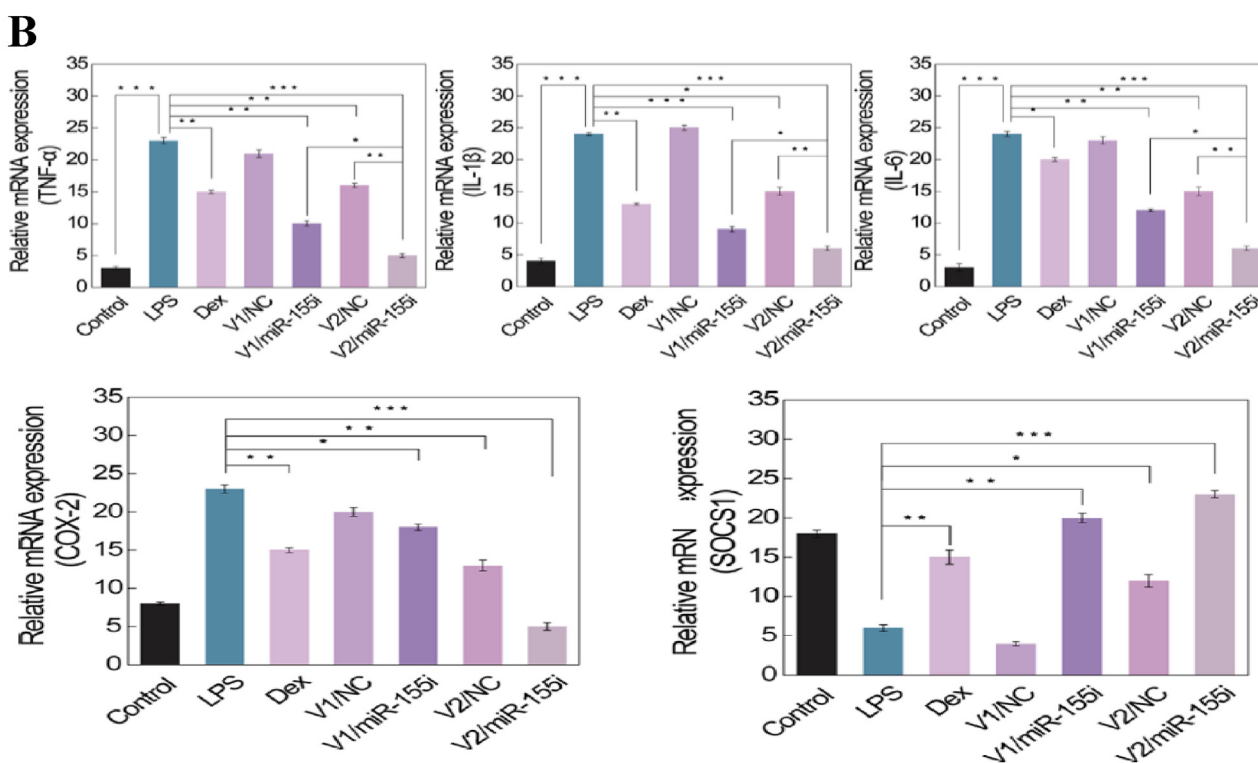 B
Relative mRNA expression
(TNF-α)
35
30
25
20
15
10
5
0
* * *
* * *
* *
* *
* *
*
* *
Control
LPS
Dex
V1/NC
V1/miR-155i
V2/NC
V2/miR-155i
Relative mRNA expression
(IL-1β)
35
30
25
20
15
10
5
0
* * *
***
*
* * *
**
*
* *
Control
LPS
Dex
V1/NC
V1/miR-155i
V2/NC
V2/miR-155i
Relative mRNA expression
(IL-6)
35
30
25
20
15
10
5
0
* * *
***
* *
* *
*
*
* *
Control
LPS
Dex
V1/NC
V1/miR-155i
V2/NC
V2/miR-155i
Relative mRNA expression
(COX-2)
35
30
25
20
15
10
5
0
* * *
* *
*
* *
Control
LPS
Dex
V1/NC
V1/miR-155i
V2/NC
V2/miR-155i
Relative mRN xpression
(SOCS1)
35
30
25
20
15
10
5
0
***
*
* *
**
Control
LPS
Dex
V1/NC
V1/miR-155i
V2/NC
V2/miR-155i